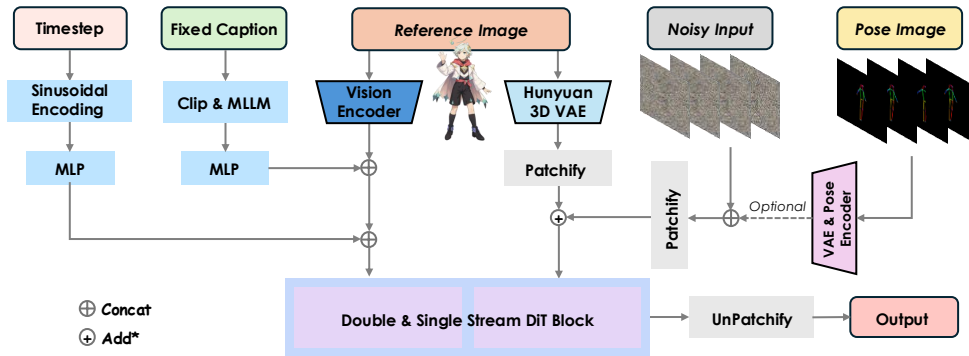 Timestep
Fixed Caption
Reference Image
Noisy Input
Pose Image
Sinusoidal
Encoding
Clip & MLLM
Vision
Encoder
Hunyuan
3D VAE
MLP
MLP
Patchify
Patchify
Optional
VAE & Pose
Encoder
Concat
Add*
Double & Single Stream DiT Block
UnPatchify
Output